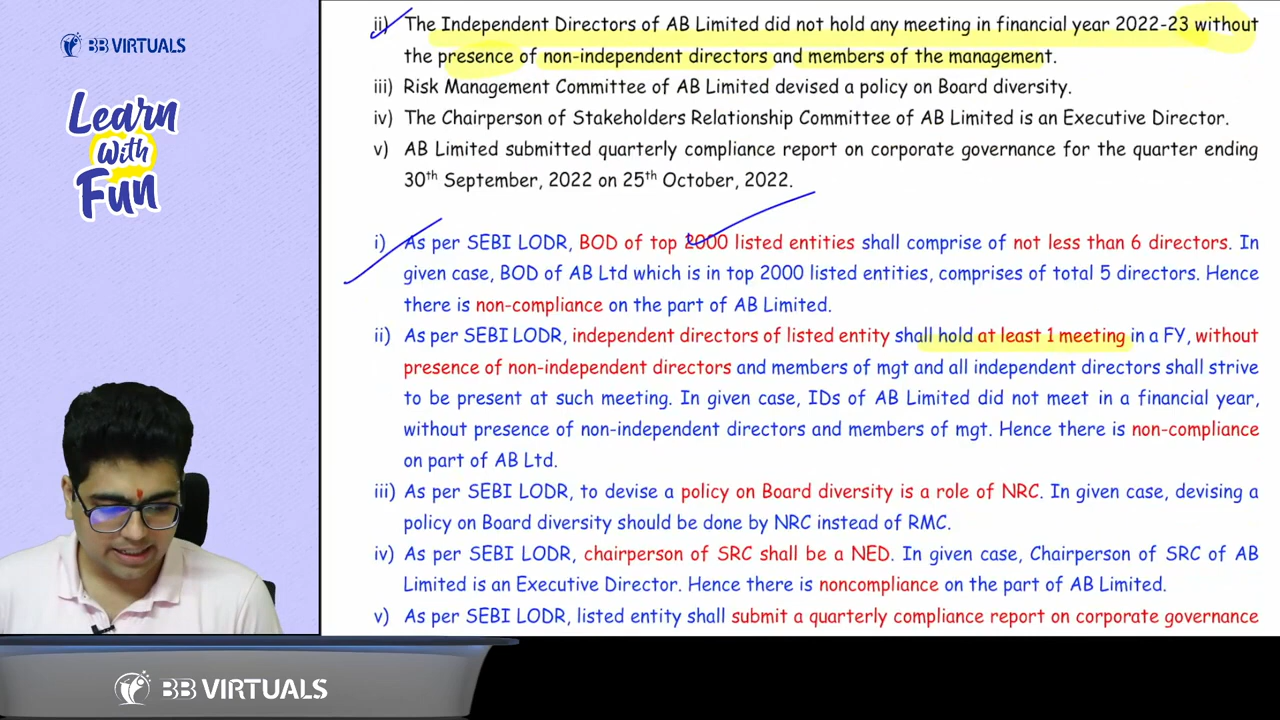 BB VIRTUALS
Learn
With
Fun
ii) The Independent Directors of AB Limited did not hold any meeting in financial year 2022-23 without
the presence of non-independent directors and members of the management.
iii) Risk Management Committee of AB Limited devised a policy on Board diversity.
iv) The Chairperson of Stakeholders Relationship Committee of AB Limited is an Executive Director.
v) AB Limited submitted quarterly compliance report on corporate governance for the quarter ending
30th September, 2022 on 25th October, 2022.
i) As per SEBI LODR, BOD of top 2000 listed entities shall comprise of not less than 6 directors. In
given case, BOD of AB Ltd which is in top 2000 listed entities, comprises of total 5 directors. Hence
there is non-compliance on the part of AB Limited.
ii) As per SEBI LODR, independent directors of listed entity shall hold at least 1 meeting in a FY, without
presence of non-independent directors and members of mgt and all independent directors shall strive
to be present at such meeting. In given case, IDs of AB Limited did not meet in a financial year,
without presence of non-independent directors and members of mgt. Hence there is non-compliance
on part of AB Ltd.
iii) As per SEBI LODR, to devise a policy on Board diversity is a role of NRC. In given case, devising a
policy on Board diversity should be done by NRC instead of RMC.
iv) As per SEBI LODR, chairperson of SRC shall be a NED. In given case, Chairperson of SRC of AB
Limited is an Executive Director. Hence there is noncompliance on the part of AB Limited.
v) As per SEBI LODR, listed entity shall submit a quarterly compliance report on corporate governance
BB VIRTUALS